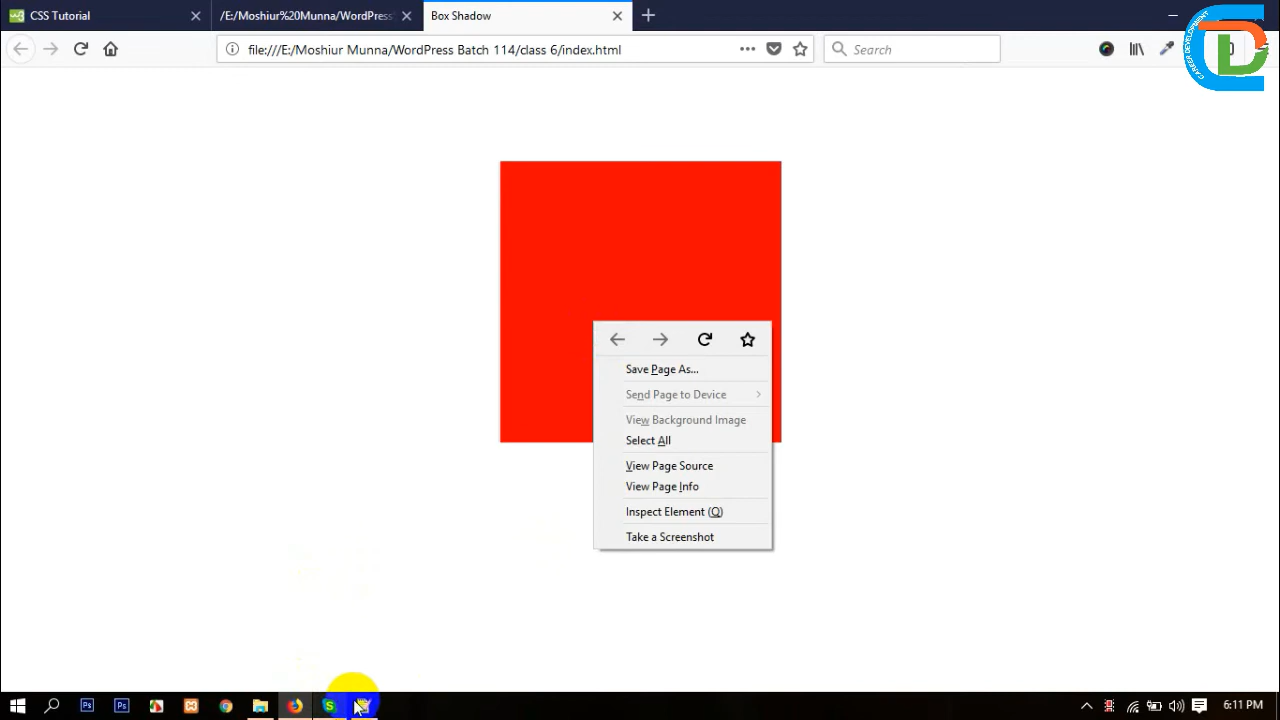 CSS Tutorial
/E:/Moshiur%20Munna/WordPress
Box Shadow
file:///E:/Moshiur Munna/WordPress Batch 114/class 6/index.html
Search
CAREER DEVELOPMENT
Save Page As...
Send Page to Device
View Background Image
Select All
View Page Source
View Page Info
Inspect Element (Q)
Take a Screenshot
6:11 PM